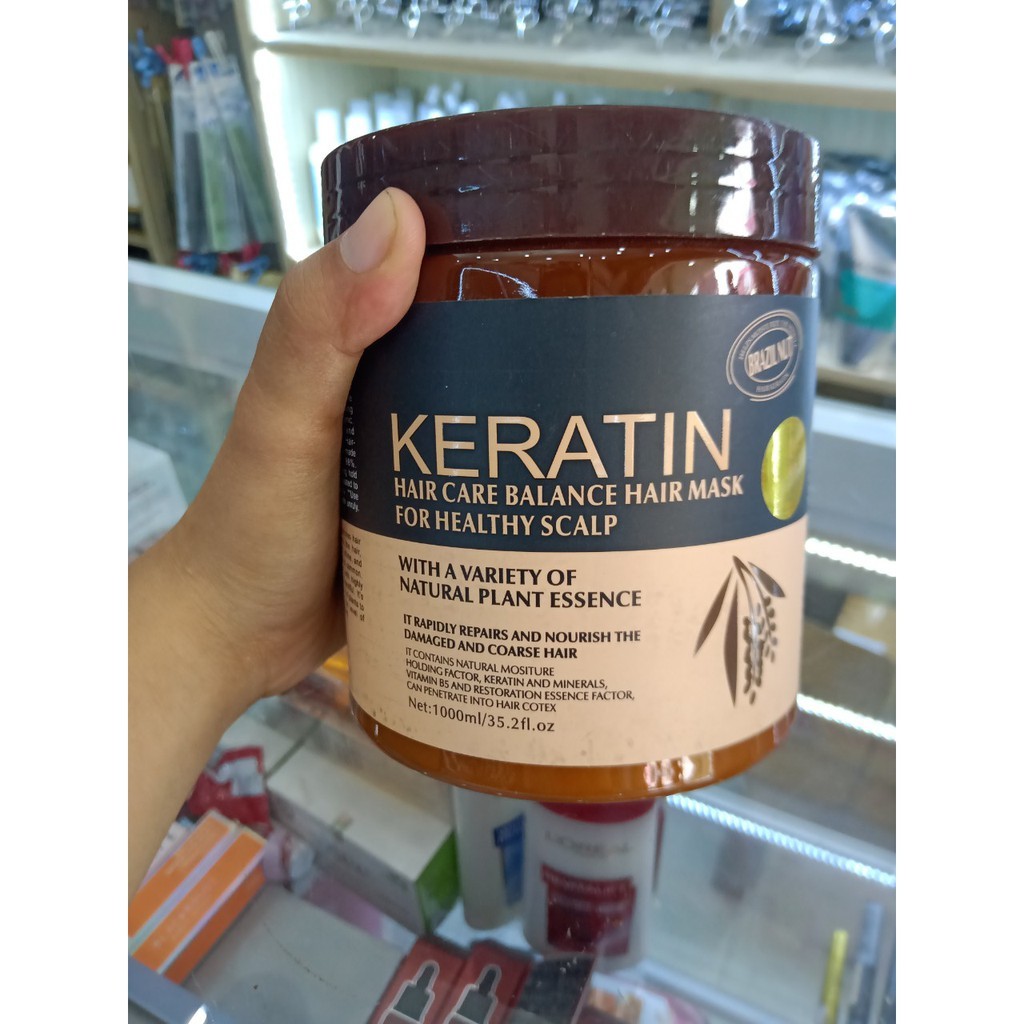 BRAZIL NUT
KERATIN
HAIR CARE BALANCE HAIR MASK
FOR HEALTHY SCALP
WITH A VARIETY OF
NATURAL PLANT ESSENCE
IT RAPIDLY REPAIRS AND NOURISH THE
DAMAGED AND COARSE HAIR
IT CONTAINS NATURAL MOSITURE
HOLDING FACTOR, KERATIN AND MINERALS,
VITAMIN B5 AND RESTORATION ESSENCE FACTOR,
CAN PENETRATE INTO HAIR COTEX
Net:1000ml/35.2fl.oz